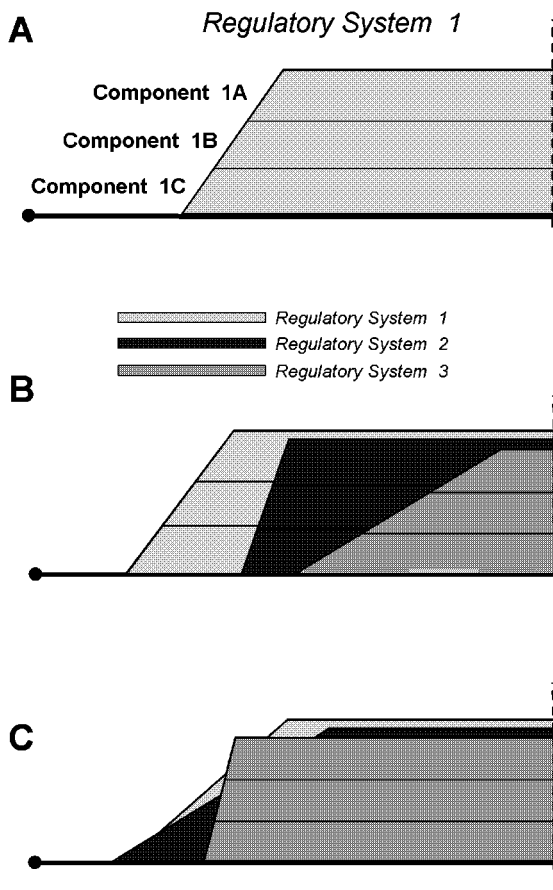 A
Regulatory System 1
Component 1A
Component 1B
Component 1C
Regulatory System 1
Regulatory System 2
Regulatory System 3
B
C